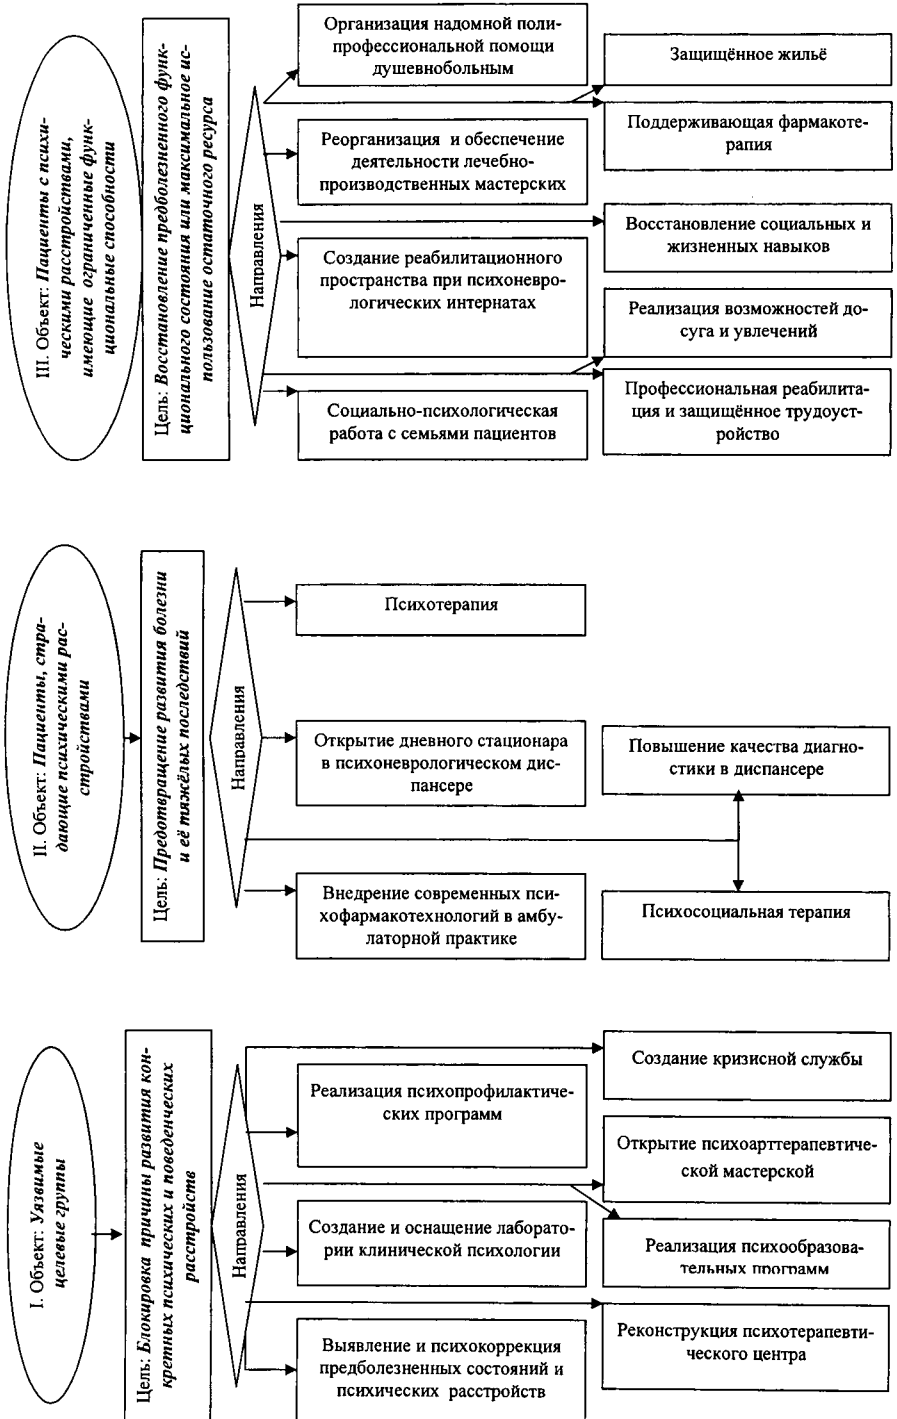 III. Объект: Пациенты с психи-
ческими расстройствами,
имеющие ограниченные функ-
циональные способности
Цель: Восстановление предболезненного функ-
ционального состояния или максимальное ис-
пользование остаточного ресурса
Направления
Организация надомной поли-
профессиональной помощи
душевнобольным
Реорганизация и обеспечение
деятельности лечебно-
производственных мастерских
Создание реабилитационного
пространства при психоневро-
логических интернатах
Социально-психологическая
работа с семьями пациентов
Защищённое жильё
Поддерживающая фармакоте-
рапия
Восстановление социальных и
жизненных навыков
Реализация возможностей до-
суга и увлечений
Профессиональная реабилита-
ция и защищённое трудоуст-
ройство
II. Объект: Пациенты, стра-
дающие психическими рас-
стройствами
Цель: Предотвращение развития болезни
и её тяжёлых последствий
Направления
Психотерапия
Открытие дневного стационара
в психоневрологическом дис-
пансере
Внедрение современных пси-
хофармакотехнологий в амбу-
латорной практике
Повышение качества диагно-
стики в диспансере
Психосоциальная терапия
I. Объект: Уязвимые
целевые группы
Цель: Блокировка причины развития кон-
кретных психических и поведенческих
расстройств
Направления
Реализация психопрофилактиче-
ских программ
Создание и оснащение лаборато-
рии клинической психологии
Выявление и психокоррекция
предболезненных состояний и
психических расстройств
Создание кризисной службы
Открытие психоарттерапевтиче-
ской мастерской
Реализация психообразова-
тельных программ
Реконструкция психотерапевти-
ческого центра